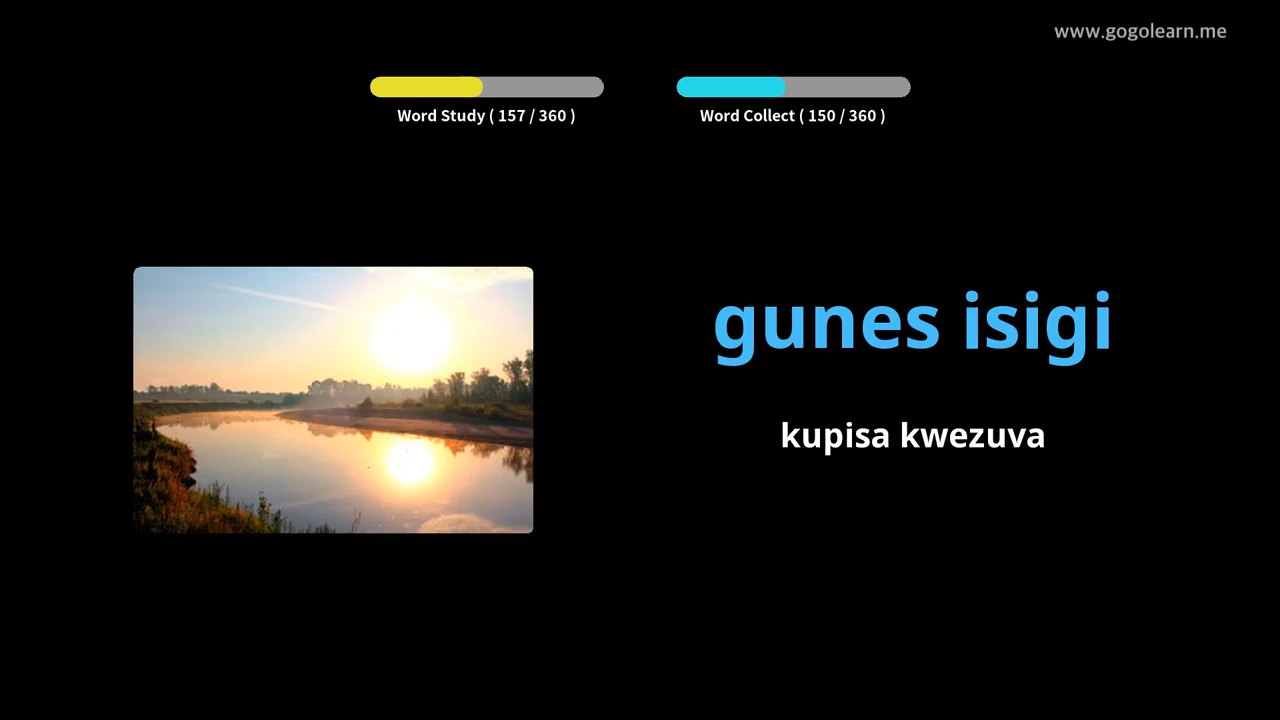 www.gogolearn.me
Word Study ( 157 / 360 )
Word Collect ( 150 / 360 )
gunes isigi
kupisa kwezuva